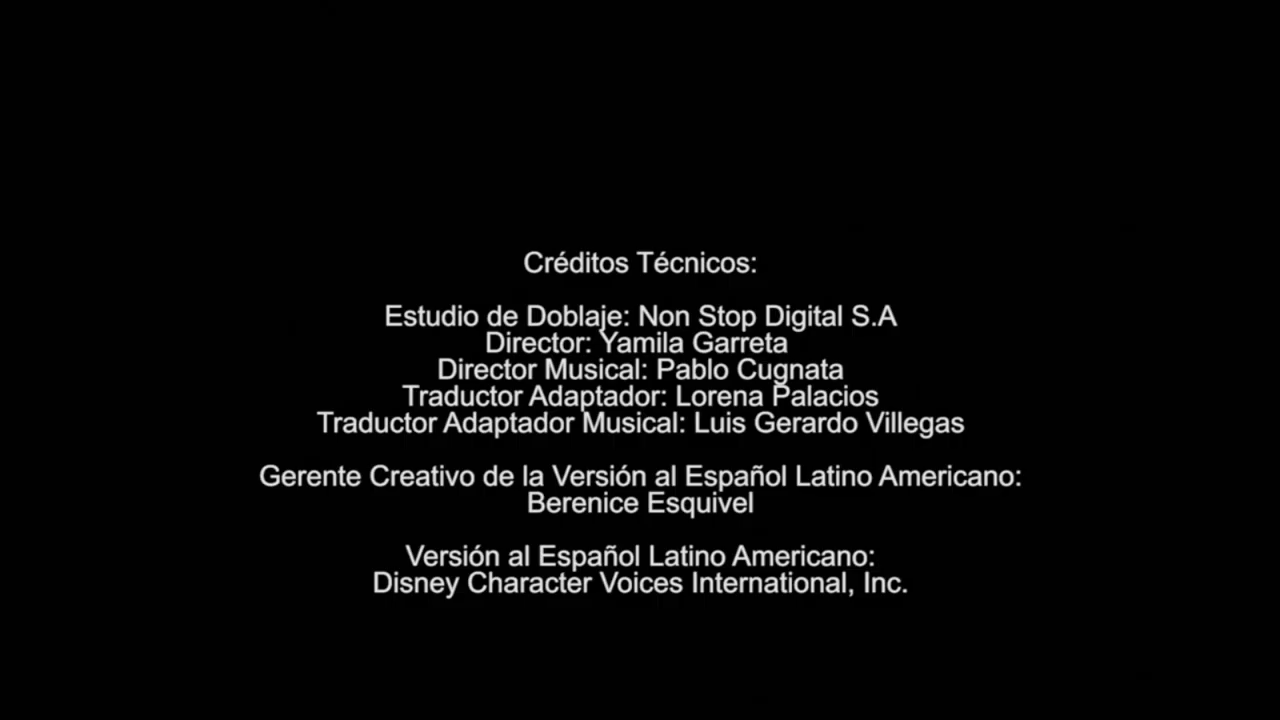 Créditos Técnicos:
Estudio de Doblaje: Non Stop Digital S.A
Director: Yamila Garreta
Director Musical: Pablo Cugnata
Traductor Adaptador: Lorena Palacios
Traductor Adaptador Musical: Luis Gerardo Villegas
Gerente Creativo de la Versión al Español Latino Americano:
Berenice Esquivel
Versión al Español Latino Americano:
Disney Character Voices International, Inc.